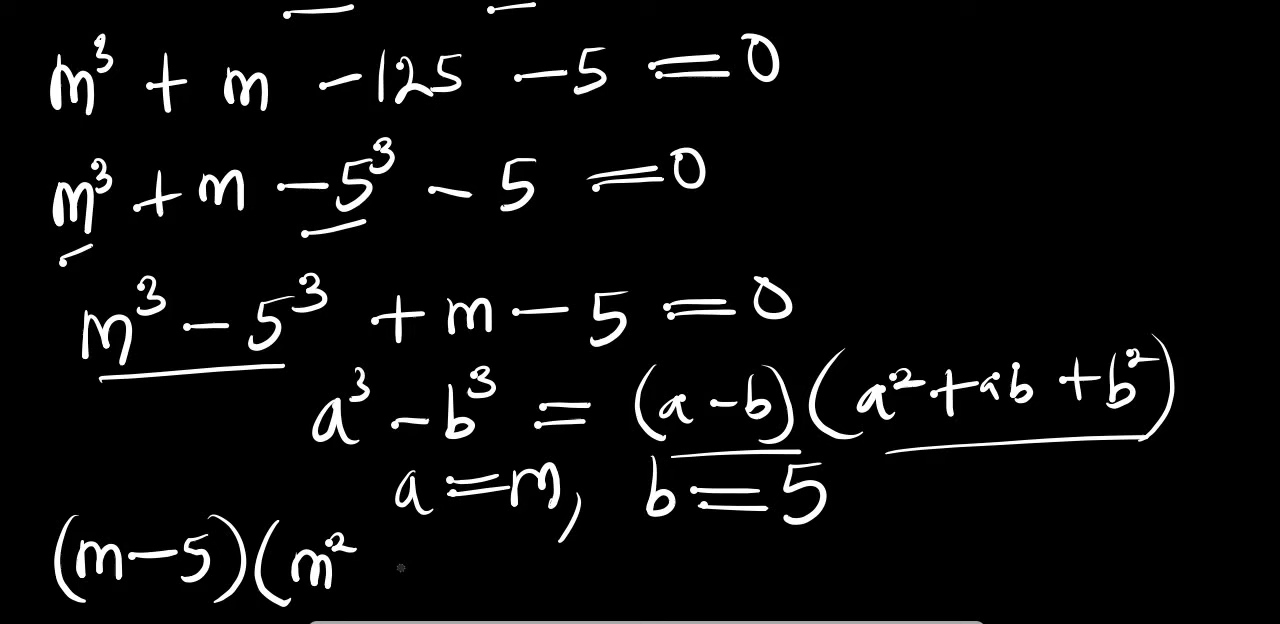 m³ + m - 125 - 5 = 0
m³ + m - 5³ - 5 = 0
m³ - 5³ + m - 5 = 0
a³ - b³ = (a - b)(a² + ab + b²)
a = m, b = 5
(m - 5)(m²